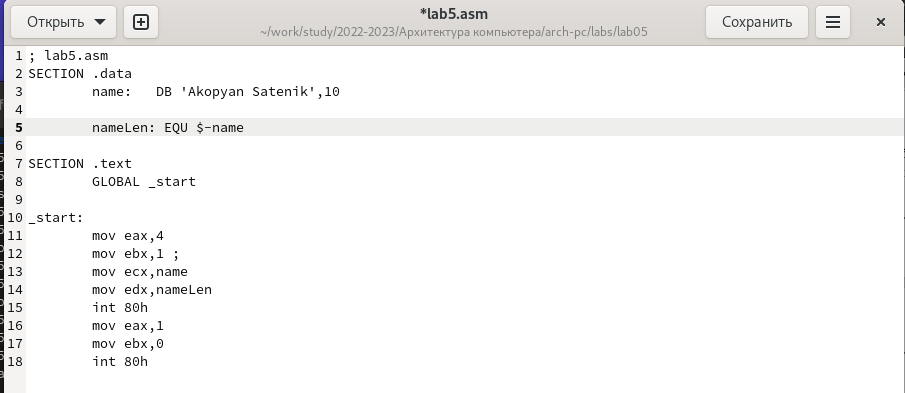 Открыть
*lab5.asm
~/work/study/2022-2023/Архитектура компьютера/arch-pc/labs/lab05
Сохранить
1 ; lab5.asm
2 SECTION .data
3         name:   DB 'Akopyan Satenik',10
4
5         nameLen: EQU $-name
6
7 SECTION .text
8         GLOBAL _start
9
10 _start:
11         mov eax,4
12         mov ebx,1 ;
13         mov ecx,name
14         mov edx,nameLen
15         int 80h
16         mov eax,1
17         mov ebx,0
18         int 80h